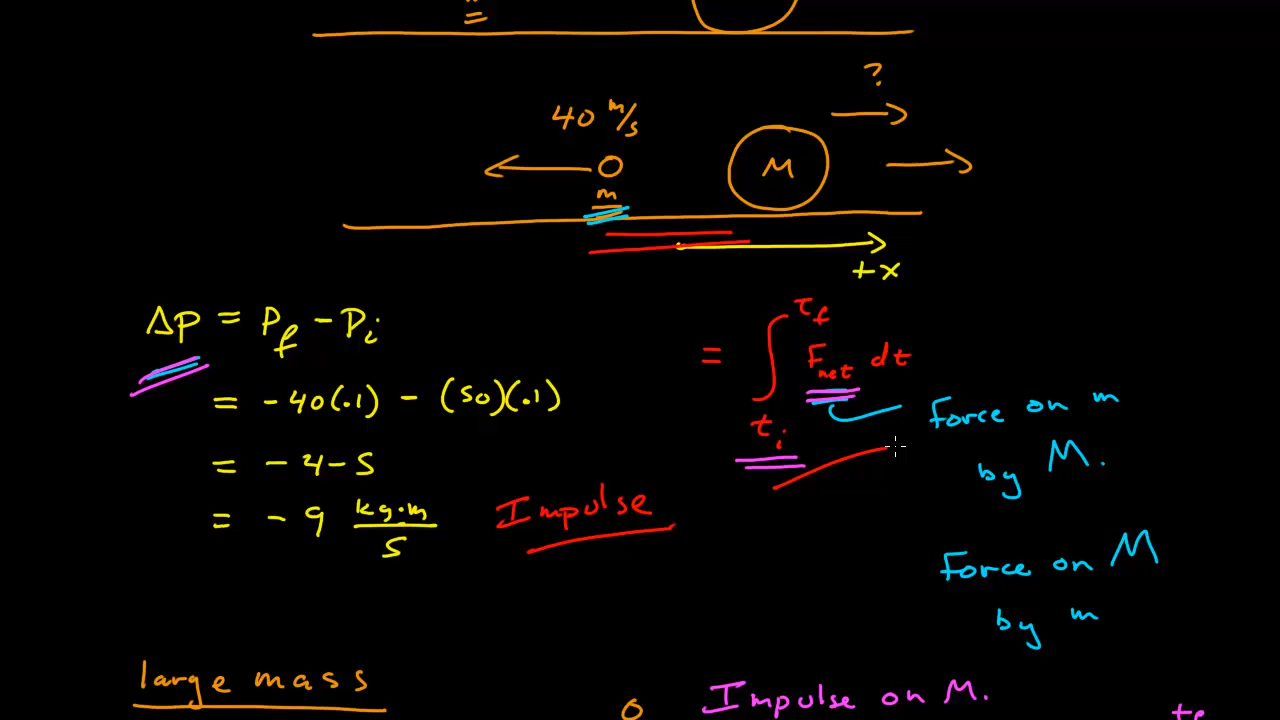 ?
40 m/s
M
m
+x
Δp = Pf - Pi
= ∫ti^tf Fnet dt
= -40(.1) - (50)(.1)
Force on m
by M.
= -4-5
= -9 kg·m/s
Impulse
Force on M
by m
large mass
Impulse on M.